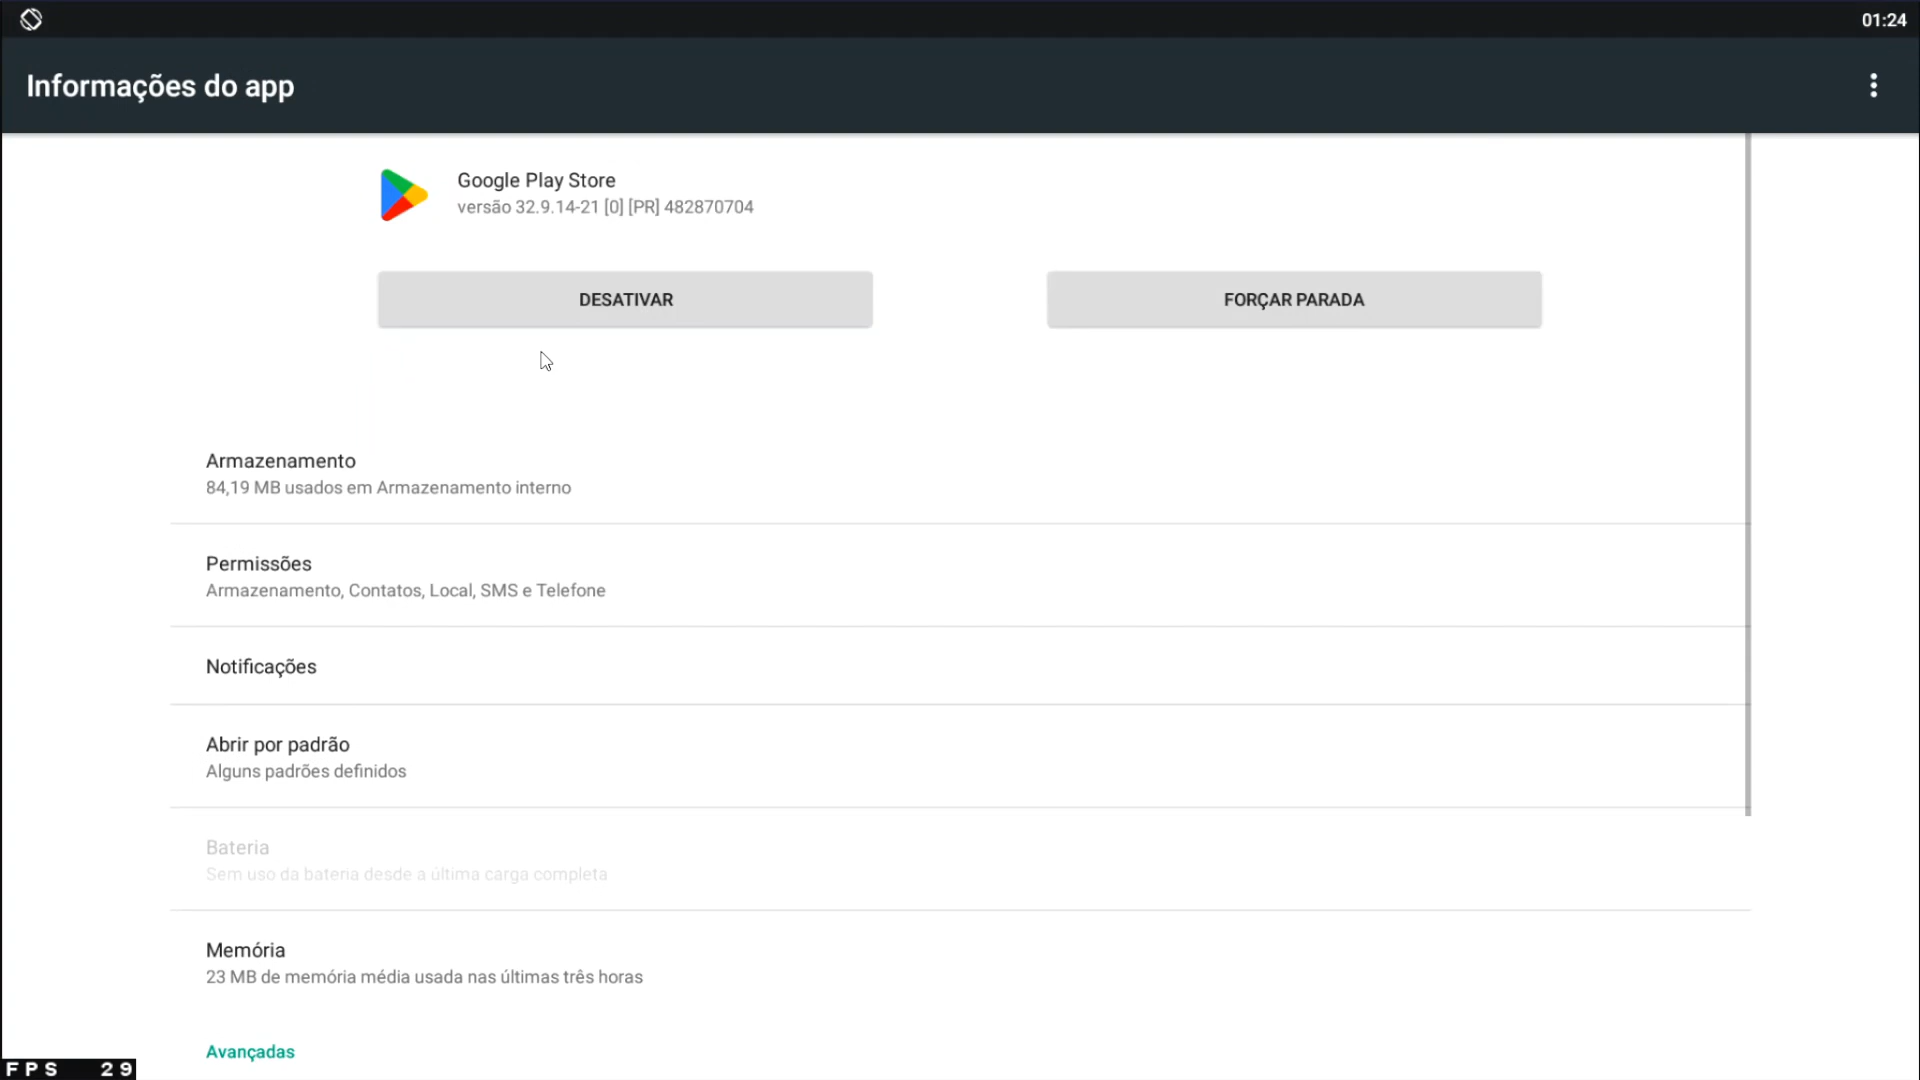 01:24
Informações do app
Google Play Store
versão 32.9.14-21 [0] [PR] 482870704
DESATIVAR
FORÇAR PARADA
Armazenamento
84,19 MB usados em Armazenamento interno
Permissões
Armazenamento, Contatos, Local, SMS e Telefone
Notificações
Abrir por padrão
Alguns padrões definidos
Bateria
Sem uso da bateria desde a última carga completa
Memória
23 MB de memória média usada nas últimas três horas
Avançadas
FPS 29